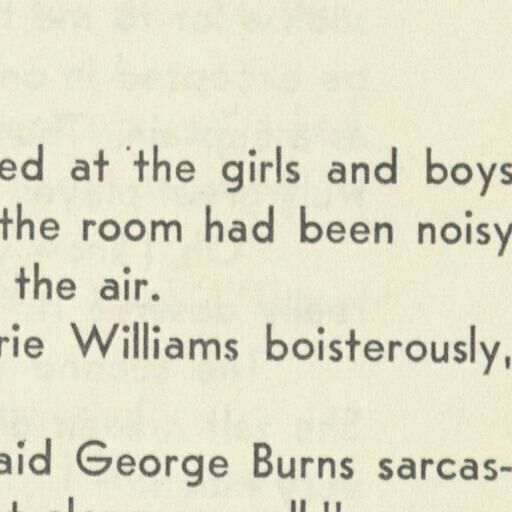 ed at the girls and boys
the room had been noisy
the air.
rie Williams boisterously,
aid George Burns sarcas-